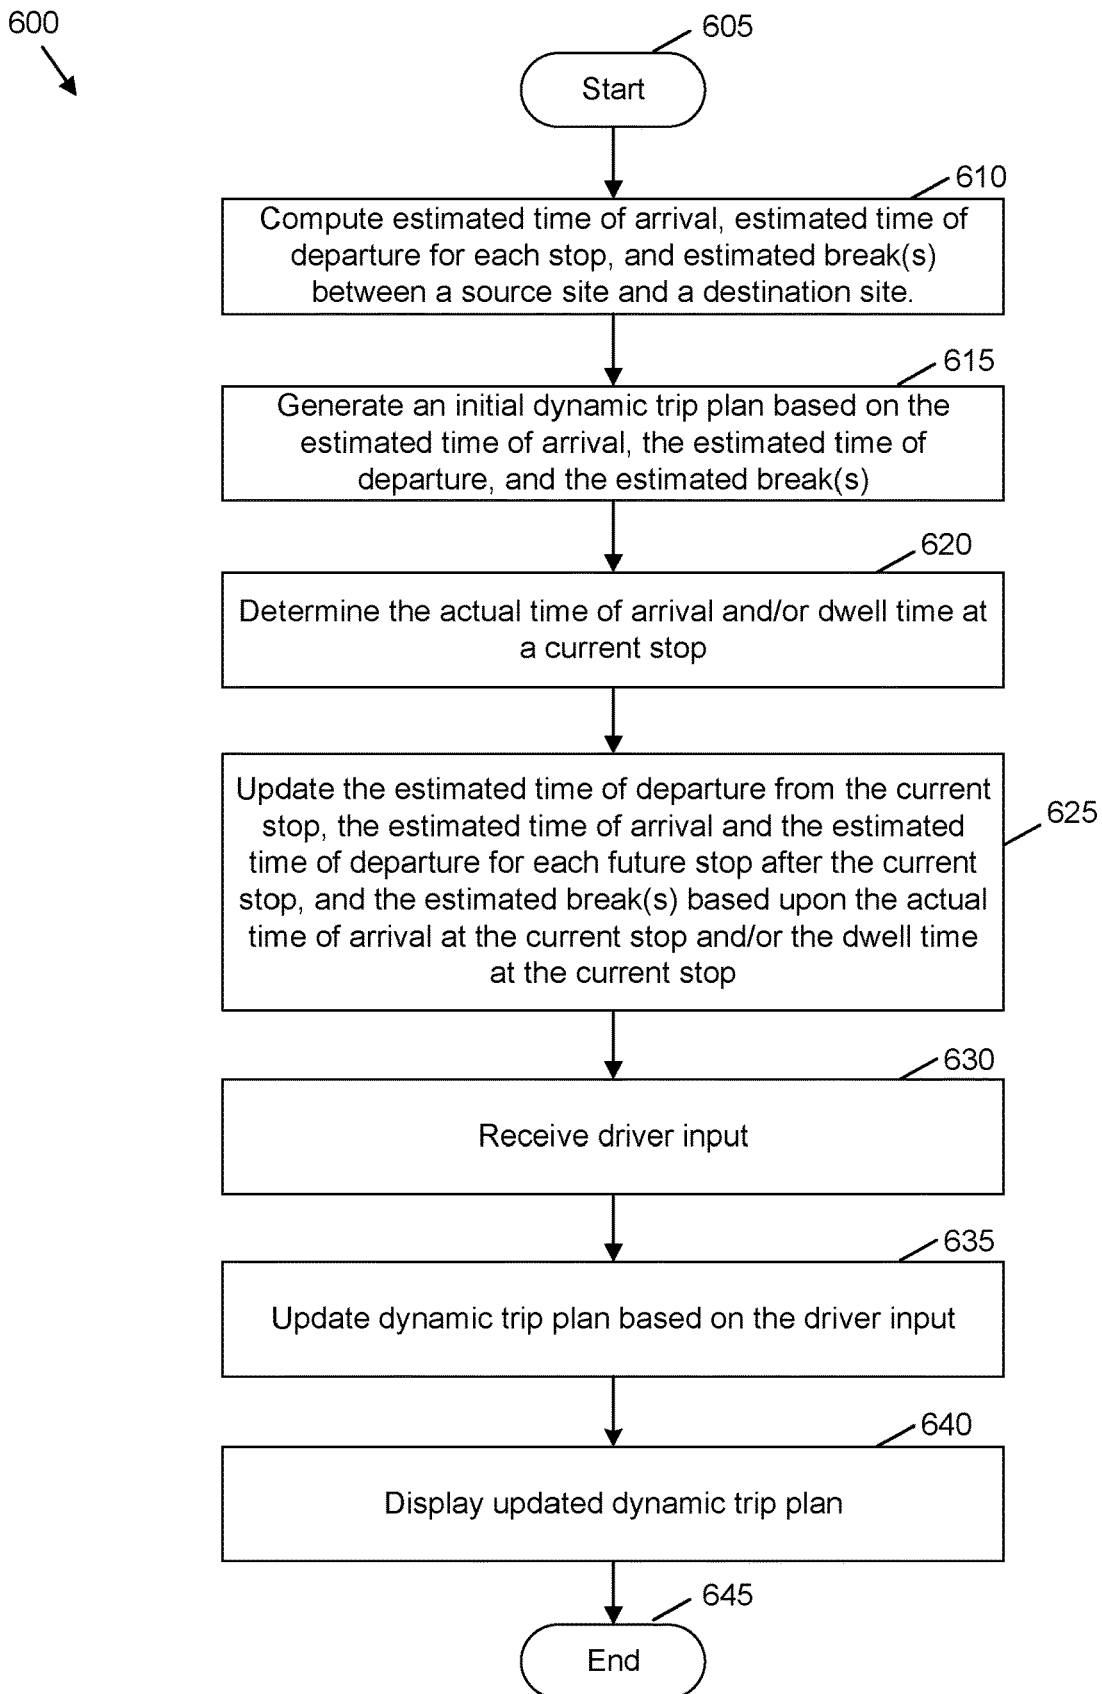 600
605
Start
610
Compute estimated time of arrival, estimated time of
departure for each stop, and estimated break(s)
between a source site and a destination site.
615
Generate an initial dynamic trip plan based on the
estimated time of arrival, the estimated time of
departure, and the estimated break(s)
620
Determine the actual time of arrival and/or dwell time at
a current stop
625
Update the estimated time of departure from the current
stop, the estimated time of arrival and the estimated
time of departure for each future stop after the current
stop, and the estimated break(s) based upon the actual
time of arrival at the current stop and/or the dwell time
at the current stop
630
Receive driver input
635
Update dynamic trip plan based on the driver input
640
Display updated dynamic trip plan
645
End